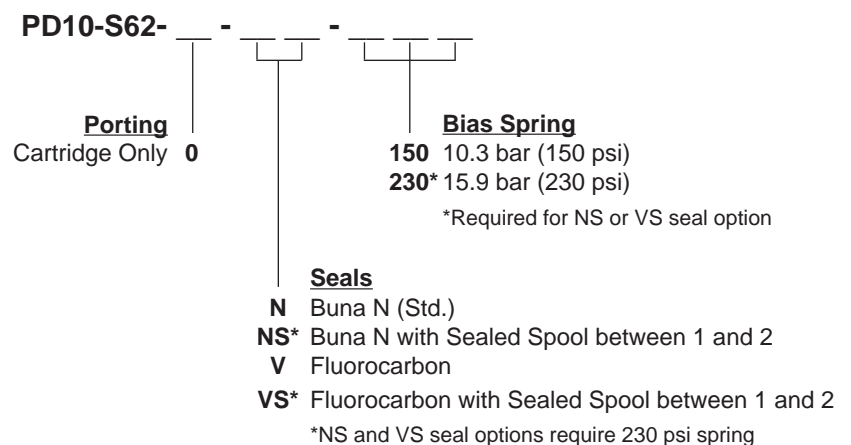 PD10-S62- __ - __ __ - __ __ __
Porting
Cartridge Only 0
Bias Spring
150 10.3 bar (150 psi)
230* 15.9 bar (230 psi)
*Required for NS or VS seal option
Seals
N Buna N (Std.)
NS* Buna N with Sealed Spool between 1 and 2
V Fluorocarbon
VS* Fluorocarbon with Sealed Spool between 1 and 2
*NS and VS seal options require 230 psi spring